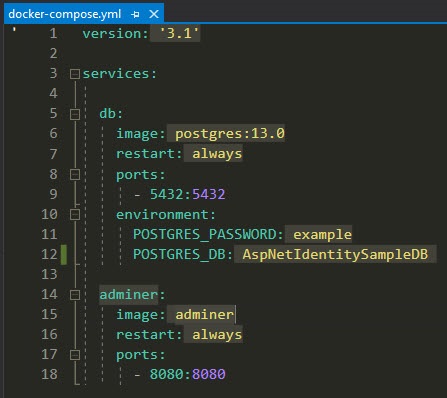 docker-compose.yml
1 version: '3.1'
2
3 services:
4
5 db:
6 image: postgres:13.0
7 restart: always
8 ports:
9 - 5432:5432
10 environment:
11 POSTGRES_PASSWORD: example
12 POSTGRES_DB: AspNetIdentitySampleDB
13
14 adminer:
15 image: adminer
16 restart: always
17 ports:
18 - 8080:8080